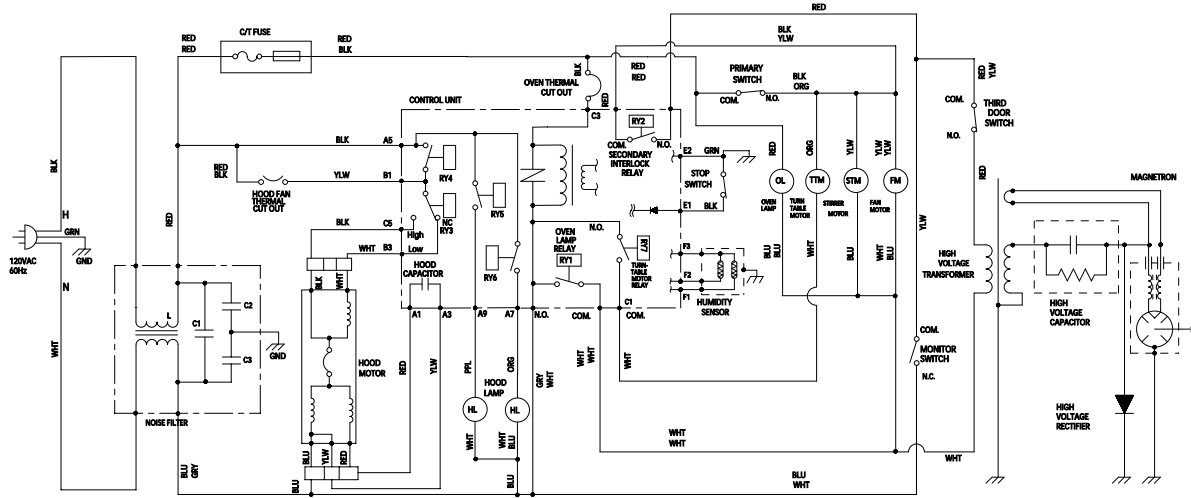 RED
C/T FUSE
RED
RED
RED
BLK
BLK
YLW
RED
RED
BLK
OVEN THERMAL
CUT OUT
RED
PRIMARY
SWITCH
COM.
N.O.
BLK
ORG
RED
YLW
COM.
THIRD
DOOR
SWITCH
N.O.
CONTROL UNIT
C3
RY2
COM.
N.O.
SECONDARY
INTERLOCK
RELAY
E2
GRN
STOP
SWITCH
E1
BLK
RED
ORG
YLW
YLW
YLW
OL
TTM
STM
FM
OVEN
LAMP
TURN
TABLE
MOTOR
STIRRER
MOTOR
FAN
MOTOR
RED
MAGNETRON
BLK
BLK
A5
RED
BLK
YLW
B1
HOOD FAN
THERMAL
CUT OUT
RY4
NC
RY3
RY5
BLK
C5
High
WHT
B3
Low
RED
H
GRN
GND
120VAC
60Hz
N
BLK
WHT
HOOD
CAPACITOR
RY6
N.O.
OVEN
LAMP
RELAY
RY1
RY7
TURN-
TABLE
MOTOR
RELAY
F3
F2
F1
HUMIDITY
SENSOR
BLU
BLU
WHT
BLU
WHT
BLU
YLW
HIGH
VOLTAGE
TRANSFORMER
L
C1
C2
C3
GND
NOISE FILTER
WHT
A1
A3
A9
A7
N.O.
COM.
C1
COM.
HIGH
VOLTAGE
CAPACITOR
COM.
MONITOR
SWITCH
N.C.
HOOD
MOTOR
RED
YLW
PPL
ORG
GRY
WHT
WHT
WHT
WHT
HOOD
LAMP
HL
HL
WHT
WHT
BLU
HIGH
VOLTAGE
RECTIFIER
WHT
WHT
WHT
BLU
GRY
BLU
YLW
RED
BLU
BLU
BLU
WHT